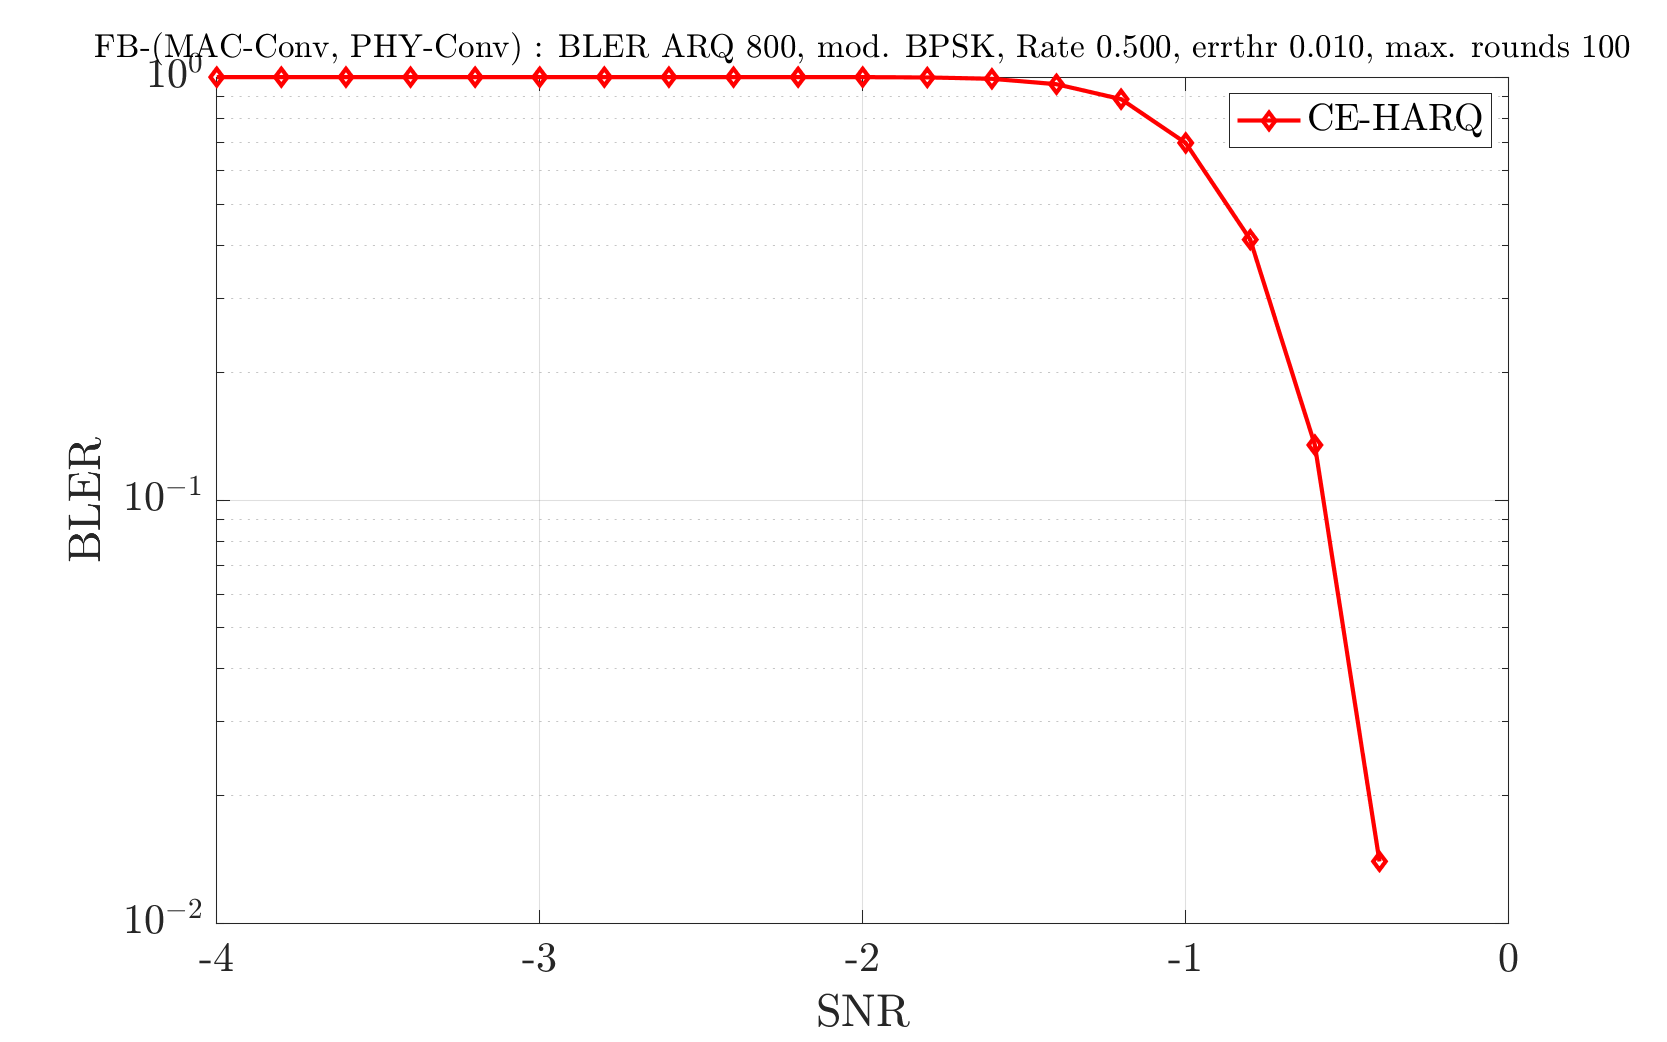 FB-(MAC-Conv, PHY-Conv) : BLER ARQ 800, mod. BPSK, Rate 0.500, errthr 0.010, max. rounds 100
10^0
CE-HARQ
BLER
10^{-1}
10^{-2}
-4 -3 -2 -1 0
SNR